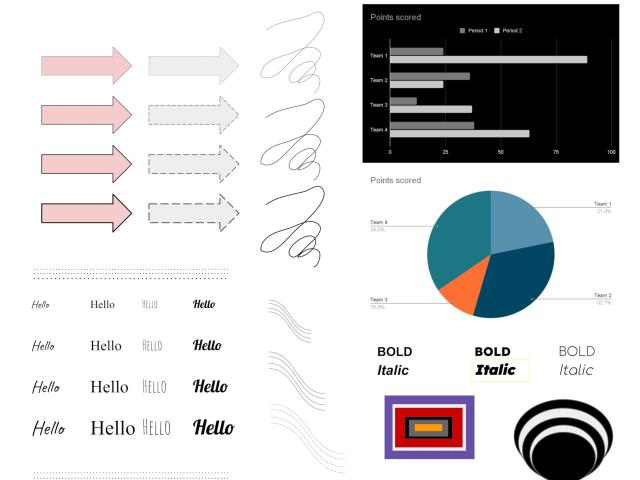 Points scored
Period 1 Period 2
Team 1
Team 2
Team 3
Team 4
0 25 50 75 100
Points scored
Team 1
21.8%
Team 4
34.5%
Team 2
32.7%
Team 3
10.9%
Hello Hello Hello Hello
Hello Hello Hello Hello
Hello Hello Hello Hello
Hello Hello Hello Hello
BOLD BOLD BOLD
Italic Italic Italic